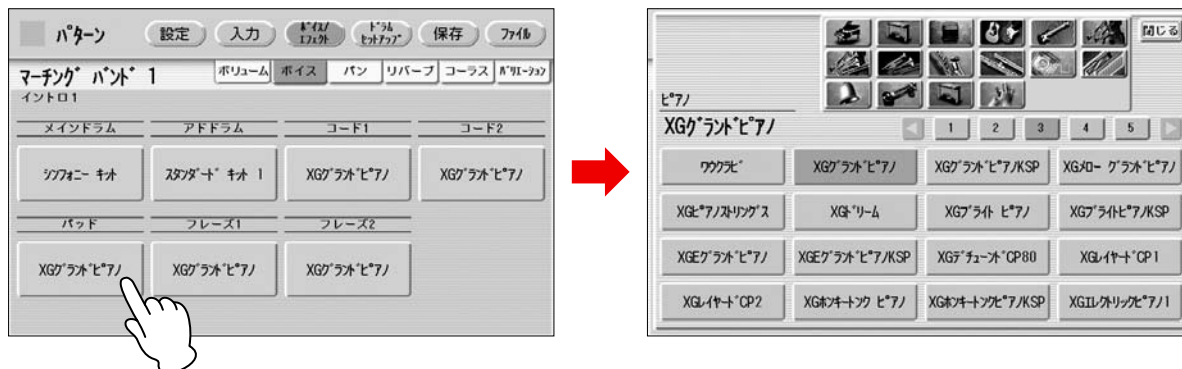 パターン 設定 入力 ボイス/エフェクト ドラムセットアップ 保存 ファイル
マーチング バンド 1 ボリューム ボイス パン リバーブ コーラス バリエーション
イントロ1
メインドラム アドドラム コード1 コード2
シンフォニー キット スタンダード キット 1 XGグランドピアノ XGグランドピアノ
パッド フレーズ1 フレーズ2
XGグランドピアノ XGグランドピアノ XGグランドピアノ
閉じる
ピアノ
XGグランドピアノ 1 2 3 4 5
ワウクラビ XGグランドピアノ XGグランドピアノKSP XGメロー グランドピアノ
XGピアノストリングス XGドリーム XGブライト ピアノ XGブライトピアノKSP
XGEグランドピアノ XGEグランドピアノKSP XGデチューンドCP80 XGレイヤードCP1
XGレイヤードCP2 XGホンキートンク ピアノ XGホンキートンクピアノKSP XGエレクトリックピアノ1